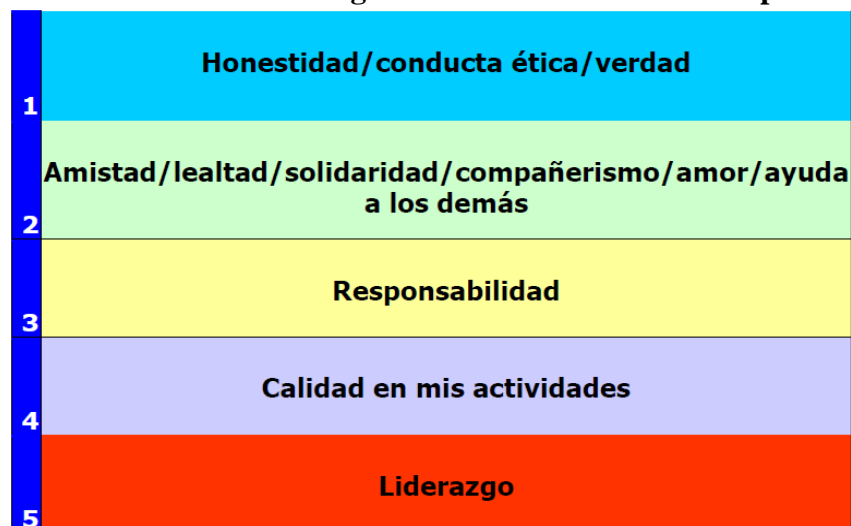 Honestidad/conducta ética/verdad
1
Amistad/lealtad/solidaridad/compañerismo/amor/ayuda
a los demás
2
Responsabilidad
3
Calidad en mis actividades
4
Liderazgo
5